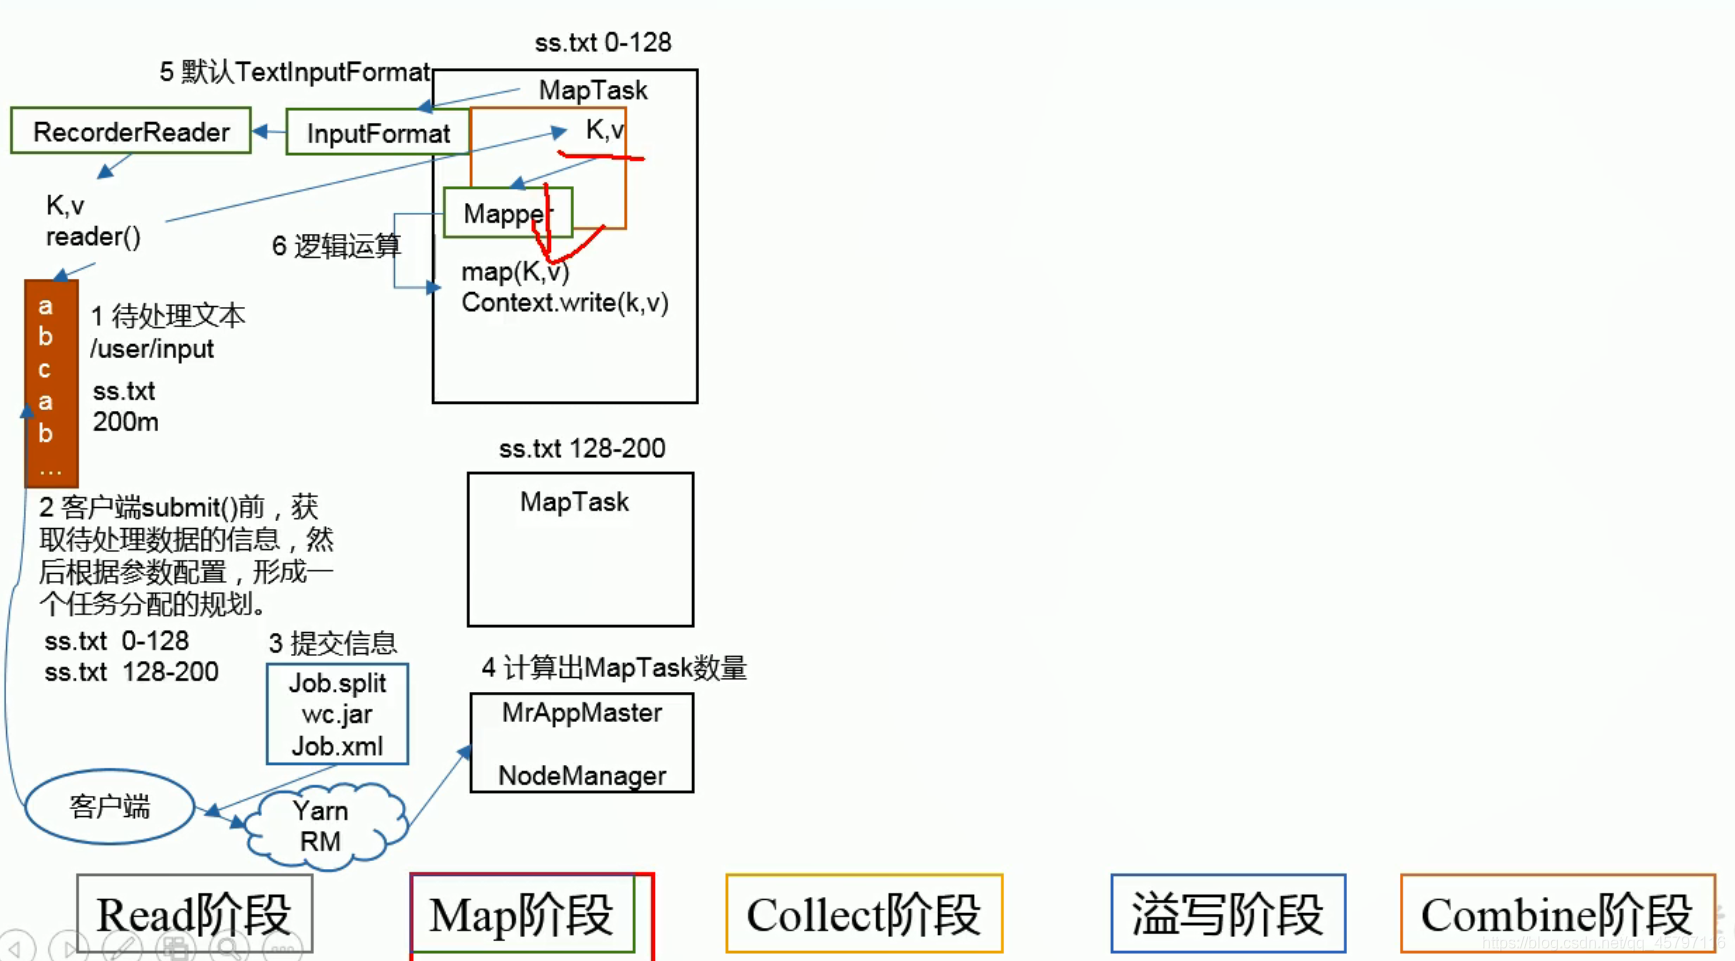 ss.txt 0-128
5 默认TextInputFormat
MapTask
RecorderReader
InputFormat
K,v
K,v
reader()
Mapper
6 逻辑运算
map(K,v)
Context.write(k,v)
a
b
c
a
b
...
1 待处理文本
/user/input
ss.txt
200m
ss.txt 128-200
MapTask
2 客户端submit()前，获
取待处理数据的信息，然
后根据参数配置，形成一
个任务分配的规划。
ss.txt 0-128
ss.txt 128-200
3 提交信息
Job.split
wc.jar
Job.xml
4 计算出MapTask数量
MrAppMaster
NodeManager
客户端
Yarn
RM
Read阶段
Map阶段
Collect阶段
溢写阶段
Combine阶段
https://blog.csdn.net/qq_45797116